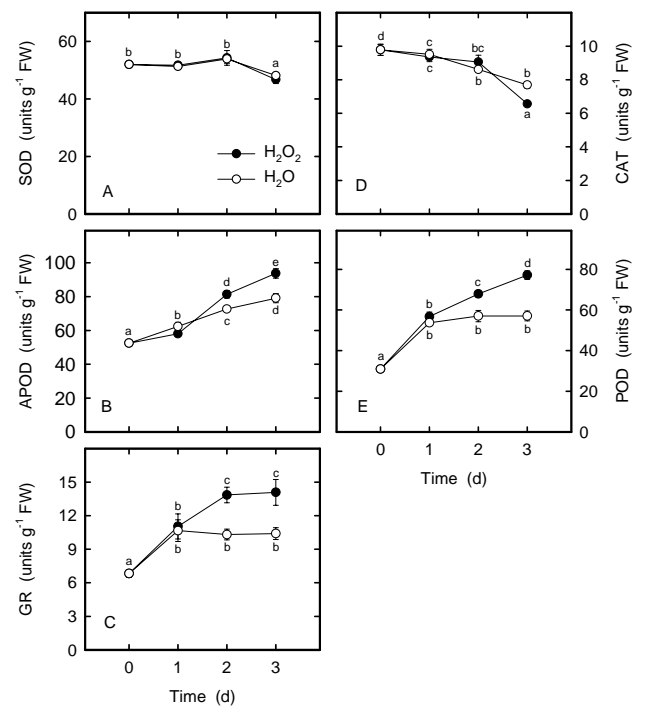 SOD (units g-1 FW)
60
40
20
0
b
b
b
a
H2O2
H2O
A
d
c
c
bc
b
b
a
D
10
8
6
4
2
0
CAT (units g-1 FW)
APOD (units g-1 FW)
100
80
60
40
20
0
a
b
d
c
e
d
B
a
b
b
c
b
d
b
E
80
60
40
20
0
POD (units g-1 FW)
0 1 2 3
Time (d)
GR (units g-1 FW)
15
12
9
6
3
0
a
b
b
c
b
c
b
C
0 1 2 3
Time (d)